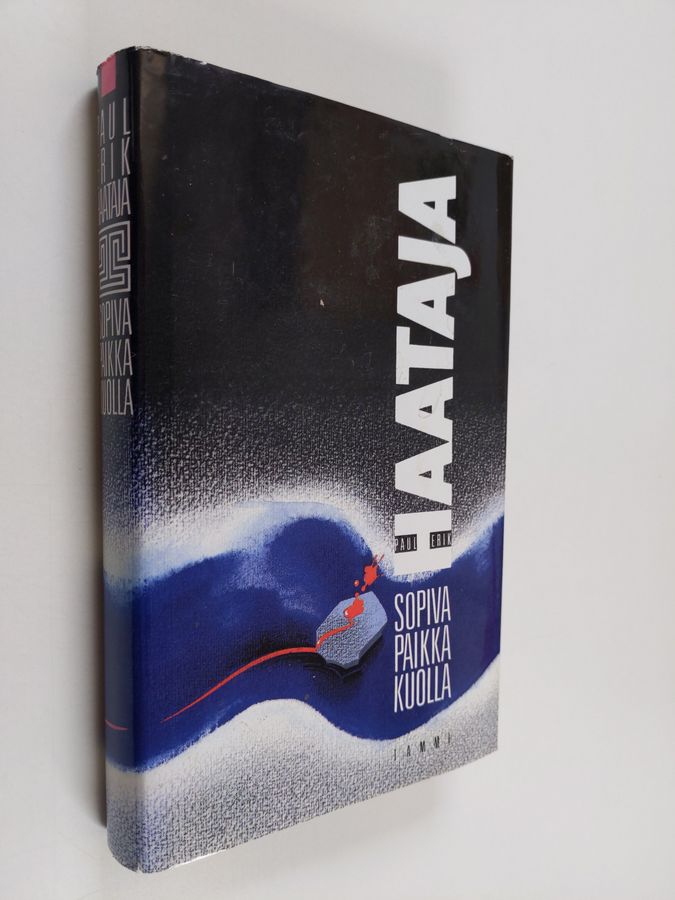 PAUL
ERIK
HAATAJA
SOPIVA
PAIKKA
KUOLLA
HAATAJA
PAUL ERIK
SOPIVA
PAIKKA
KUOLLA
TAMMI